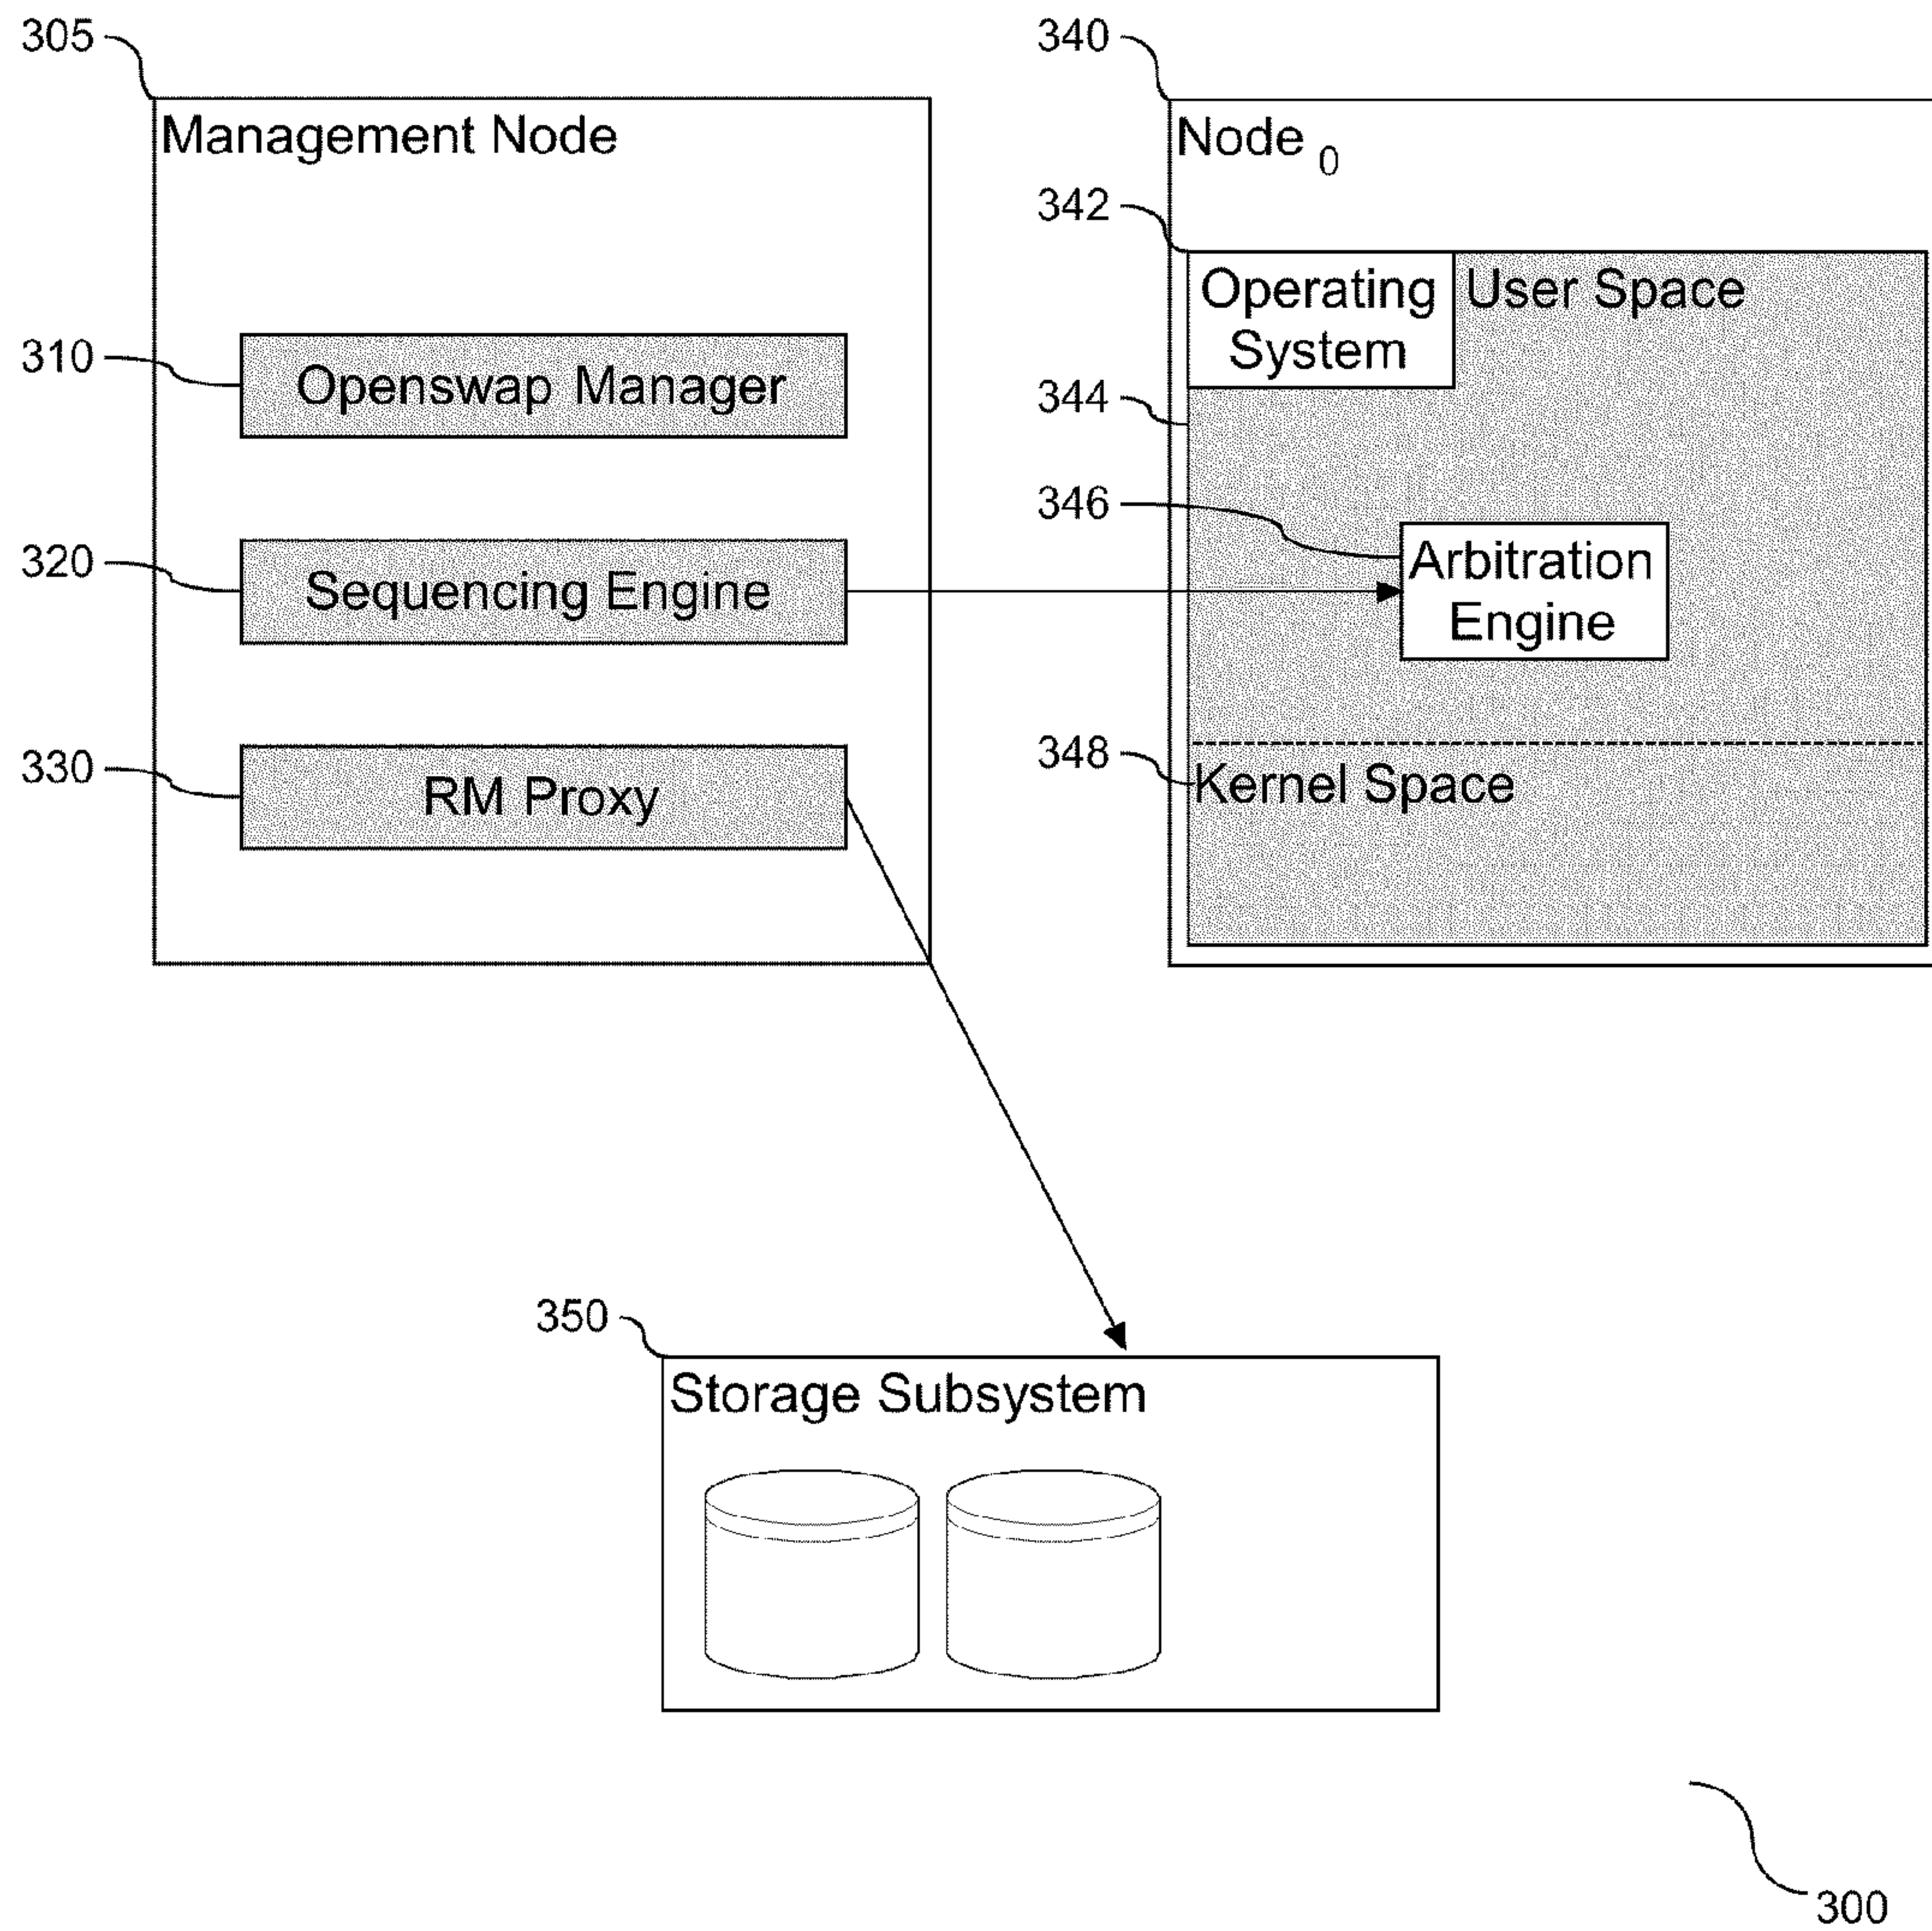 305
Management Node
310
Openswap Manager
320
Sequencing Engine
330
RM Proxy
340
Node 0
342
Operating
System
User Space
344
346
Arbitration
Engine
348
Kernel Space
350
Storage Subsystem
300